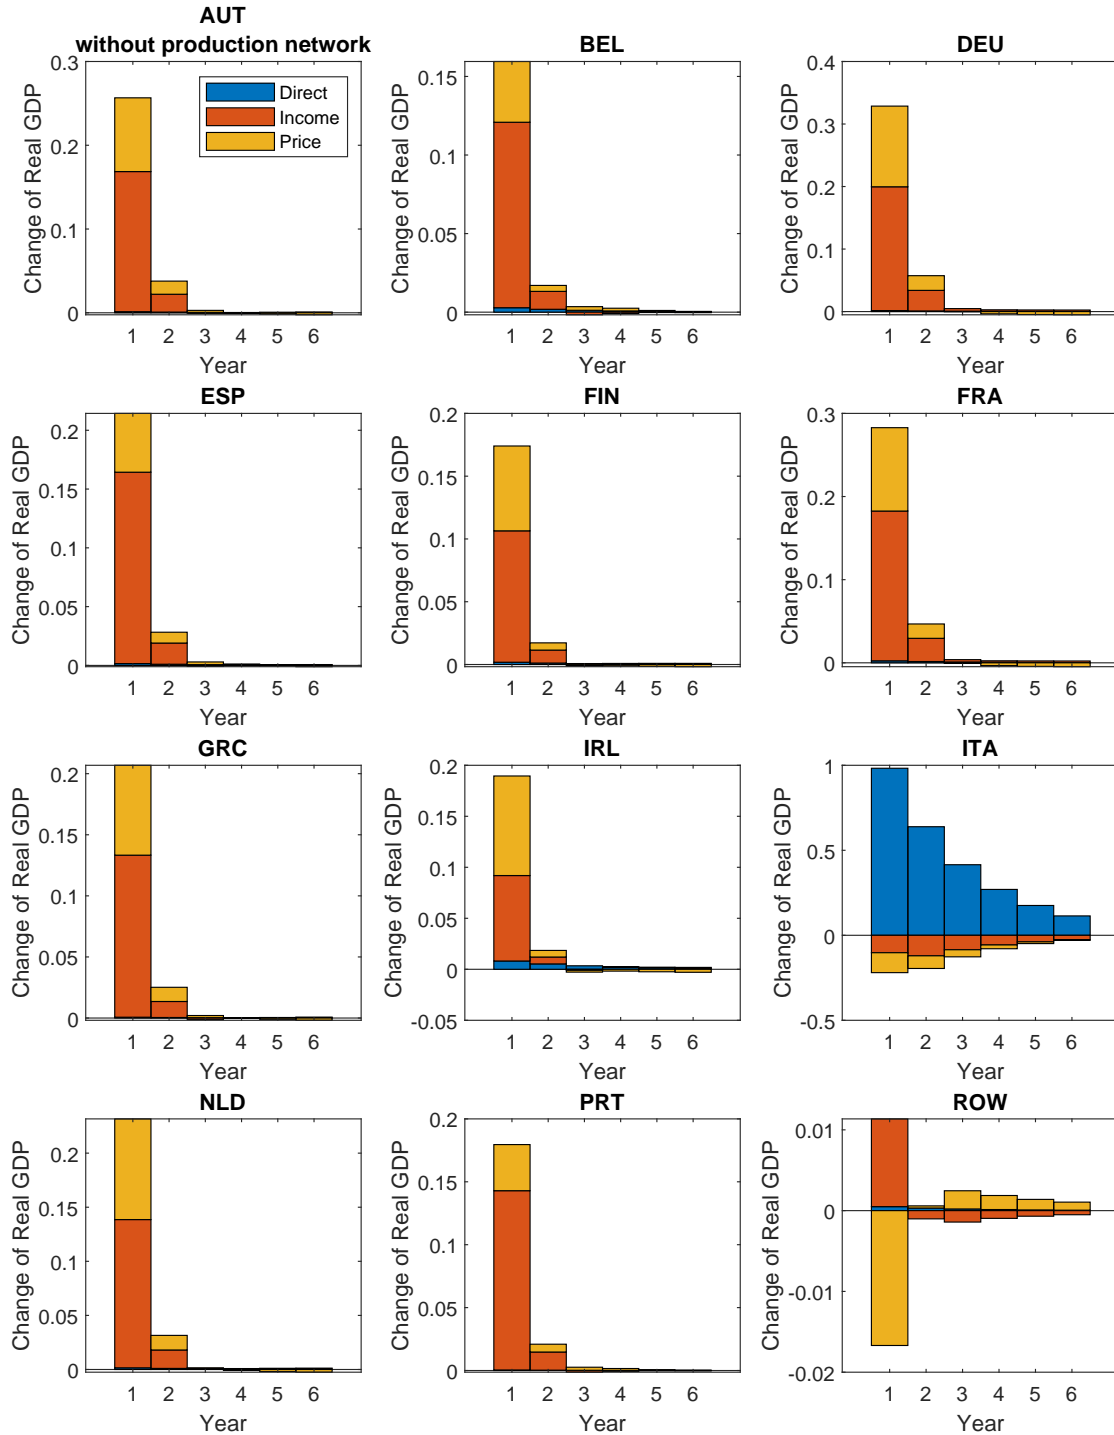 AUT
without production network
BEL
DEU
Change of Real GDP
0.3
0.2
0.1
0
Direct
Income
Price
1 2 3 4 5 6
Year
Change of Real GDP
0.15
0.1
0.05
0
1 2 3 4 5 6
Year
Change of Real GDP
0.4
0.3
0.2
0.1
0
1 2 3 4 5 6
Year
ESP
FIN
FRA
Change of Real GDP
0.2
0.15
0.1
0.05
0
1 2 3 4 5 6
Year
Change of Real GDP
0.2
0.15
0.1
0.05
0
1 2 3 4 5 6
Year
Change of Real GDP
0.3
0.2
0.1
0
1 2 3 4 5 6
Year
GRC
IRL
ITA
Change of Real GDP
0.2
0.15
0.1
0.05
0
1 2 3 4 5 6
Year
Change of Real GDP
0.2
0.15
0.1
0.05
0
-0.05
1 2 3 4 5 6
Year
Change of Real GDP
1
0.5
0
-0.5
1 2 3 4 5 6
Year
NLD
PRT
ROW
Change of Real GDP
0.2
0.15
0.1
0.05
0
1 2 3 4 5 6
Year
Change of Real GDP
0.2
0.15
0.1
0.05
0
1 2 3 4 5 6
Year
Change of Real GDP
0.01
0
-0.01
-0.02
1 2 3 4 5 6
Year